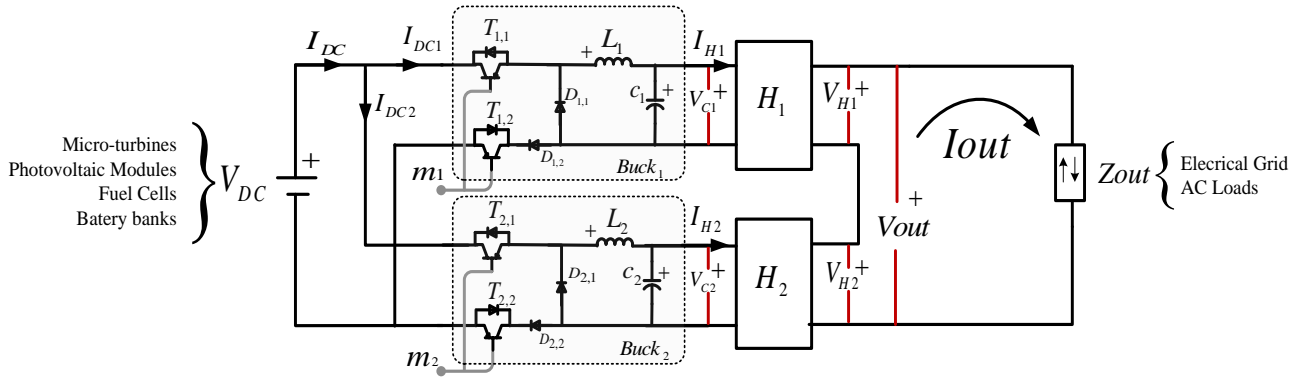 Micro-turbines
Photovoltaic Modules
Fuel Cells
Batery banks
V_DC
+
I_DC
I_DC1
I_DC2
T_1,1
T_1,2
D_1,1
D_1,2
+ L_1
c_1 +
Buck_1
m_1
I_H1
V_C1 +
H_1
V_H1 +
T_2,1
T_2,2
D_2,1
D_2,2
+ L_2
c_2 +
Buck_2
m_2
I_H2
V_C2 +
H_2
V_H2 +
+
Vout
Iout
Zout
Elecrical Grid
AC Loads